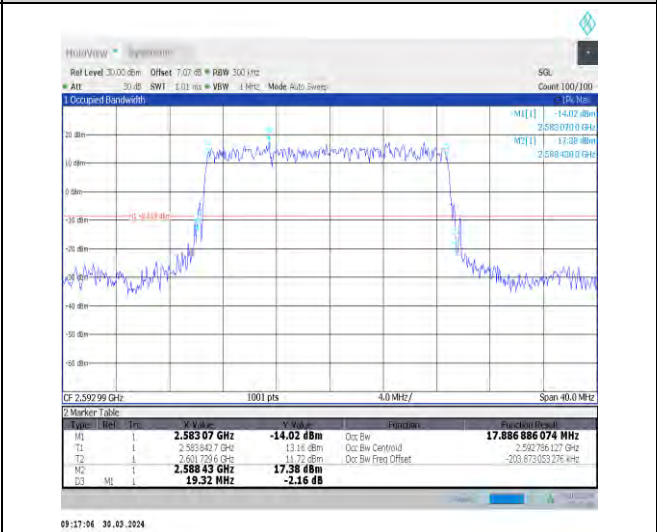 MultiView Spectrum
Ref Level 30.00 dBm Offset 7.07 dB RBW 300 kHz SGL
Att 30 dB SWT 1.01 ms VBW 1 MHz Mode Auto Sweep Count 100/100
1 Occupied Bandwidth 1Pk Max
M1[1] -14.02 dBm
2.583070 0 GHz
M2[1] 17.38 dBm
2.588430 0 GHz
20 dBm
10 dBm
0 dBm
-10 dBm
-20 dBm
-30 dBm
-40 dBm
-50 dBm
-60 dBm
CF 2.59299 GHz 1001 pts 4.0 MHz/ Span 40.0 MHz
2 Marker Table
Type Ref Trc X-Value Y-Value Function Function Result
M1 1 2.58307 GHz -14.02 dBm Occ Bw 17.886 886 074 MHz
T1 1 2.583 842 7 GHz 13.16 dBm Occ Bw Centroid 2.592 786 127 GHz
T2 1 2.601 729 6 GHz 11.72 dBm Occ Bw Freq Offset -203.873 053 276 kHz
M2 1 2.588 43 GHz 17.38 dBm
D3 M1 1 19.32 MHz -2.16 dB
09:17:06 30.03.2024